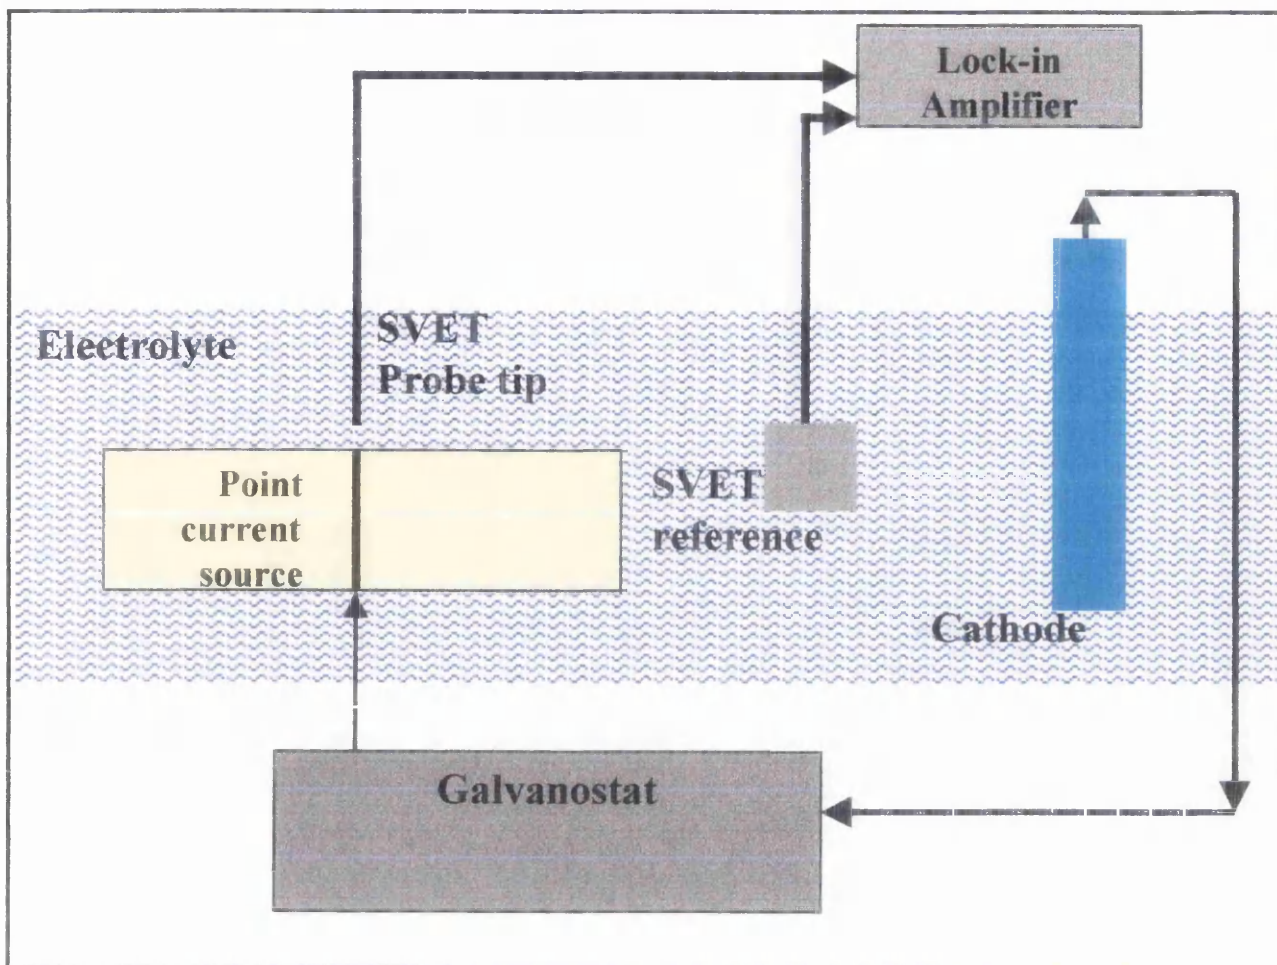 Lock-in
Amplifier
Electrolyte
SVET
Probe tip
Point
current
source
SVET
reference
Cathode
Galvanostat